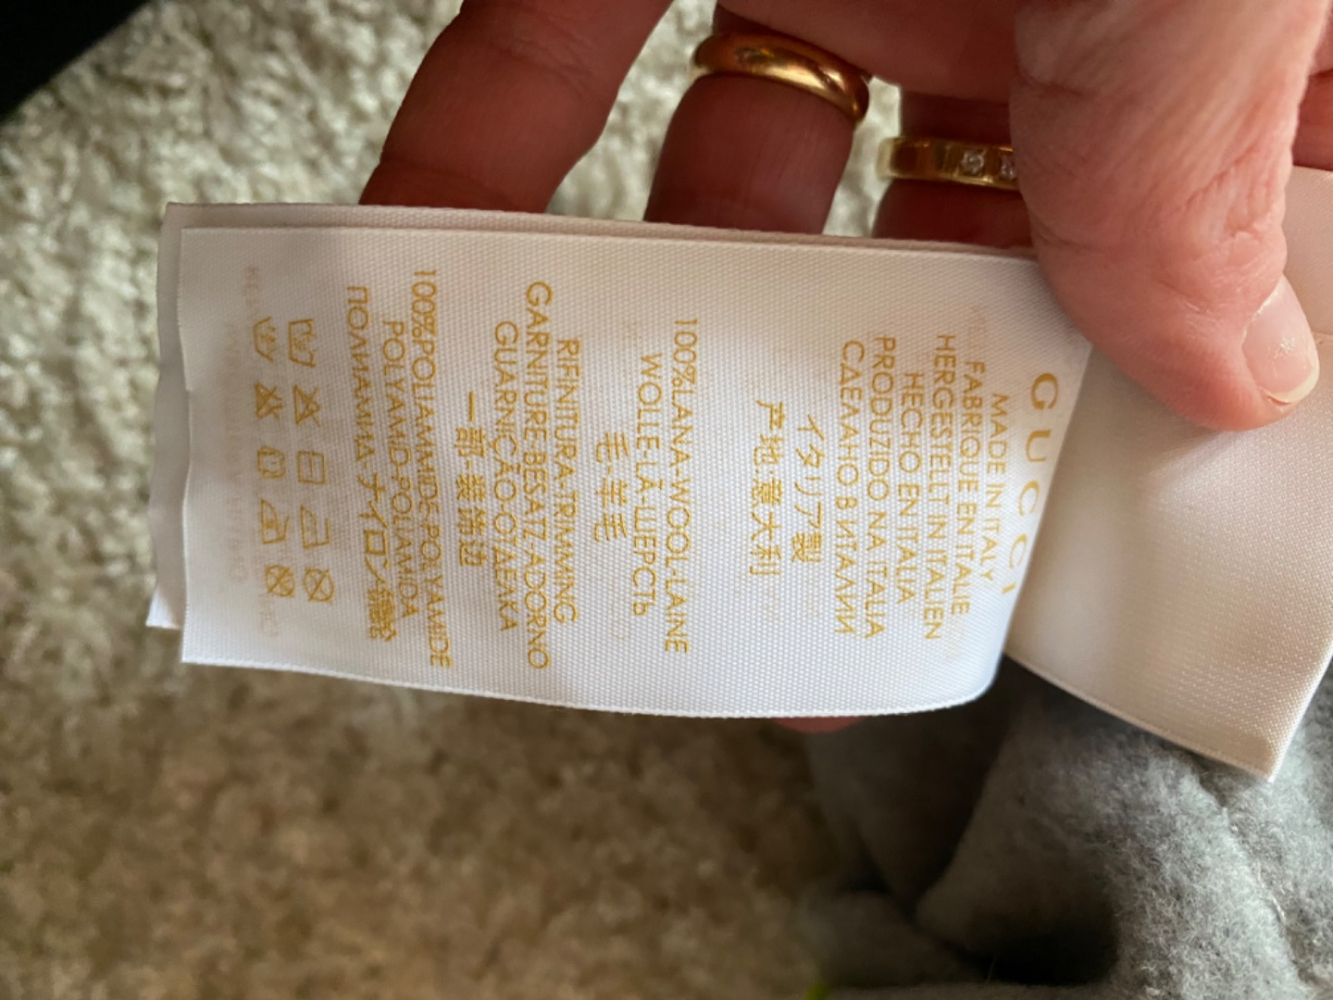 GUCCI
MADE IN ITALY
FABRIQUE EN ITALIE
HERGESTELLT IN ITALIEN
HECHO EN ITALIA
PRODUZIDO NA ITALIA
СДЕЛАНО В ИТАЛИИ
イタリア製
产地:意大利
100%LANA-WOOL-LAINE
WOLLE-LÃ-ШЕРСТЬ
毛-羊毛
RIFINITURA-TRIMMING
GARNITURE-BESATZ-ADORNO
GUARNIÇÃO-ОТДЕЛКА
一部-装饰边
100%POLIAMMIDE-POLYAMIDE
POLYAMID-POLIAMIDA
ПОЛИАМИД-ナイロン-锦纶